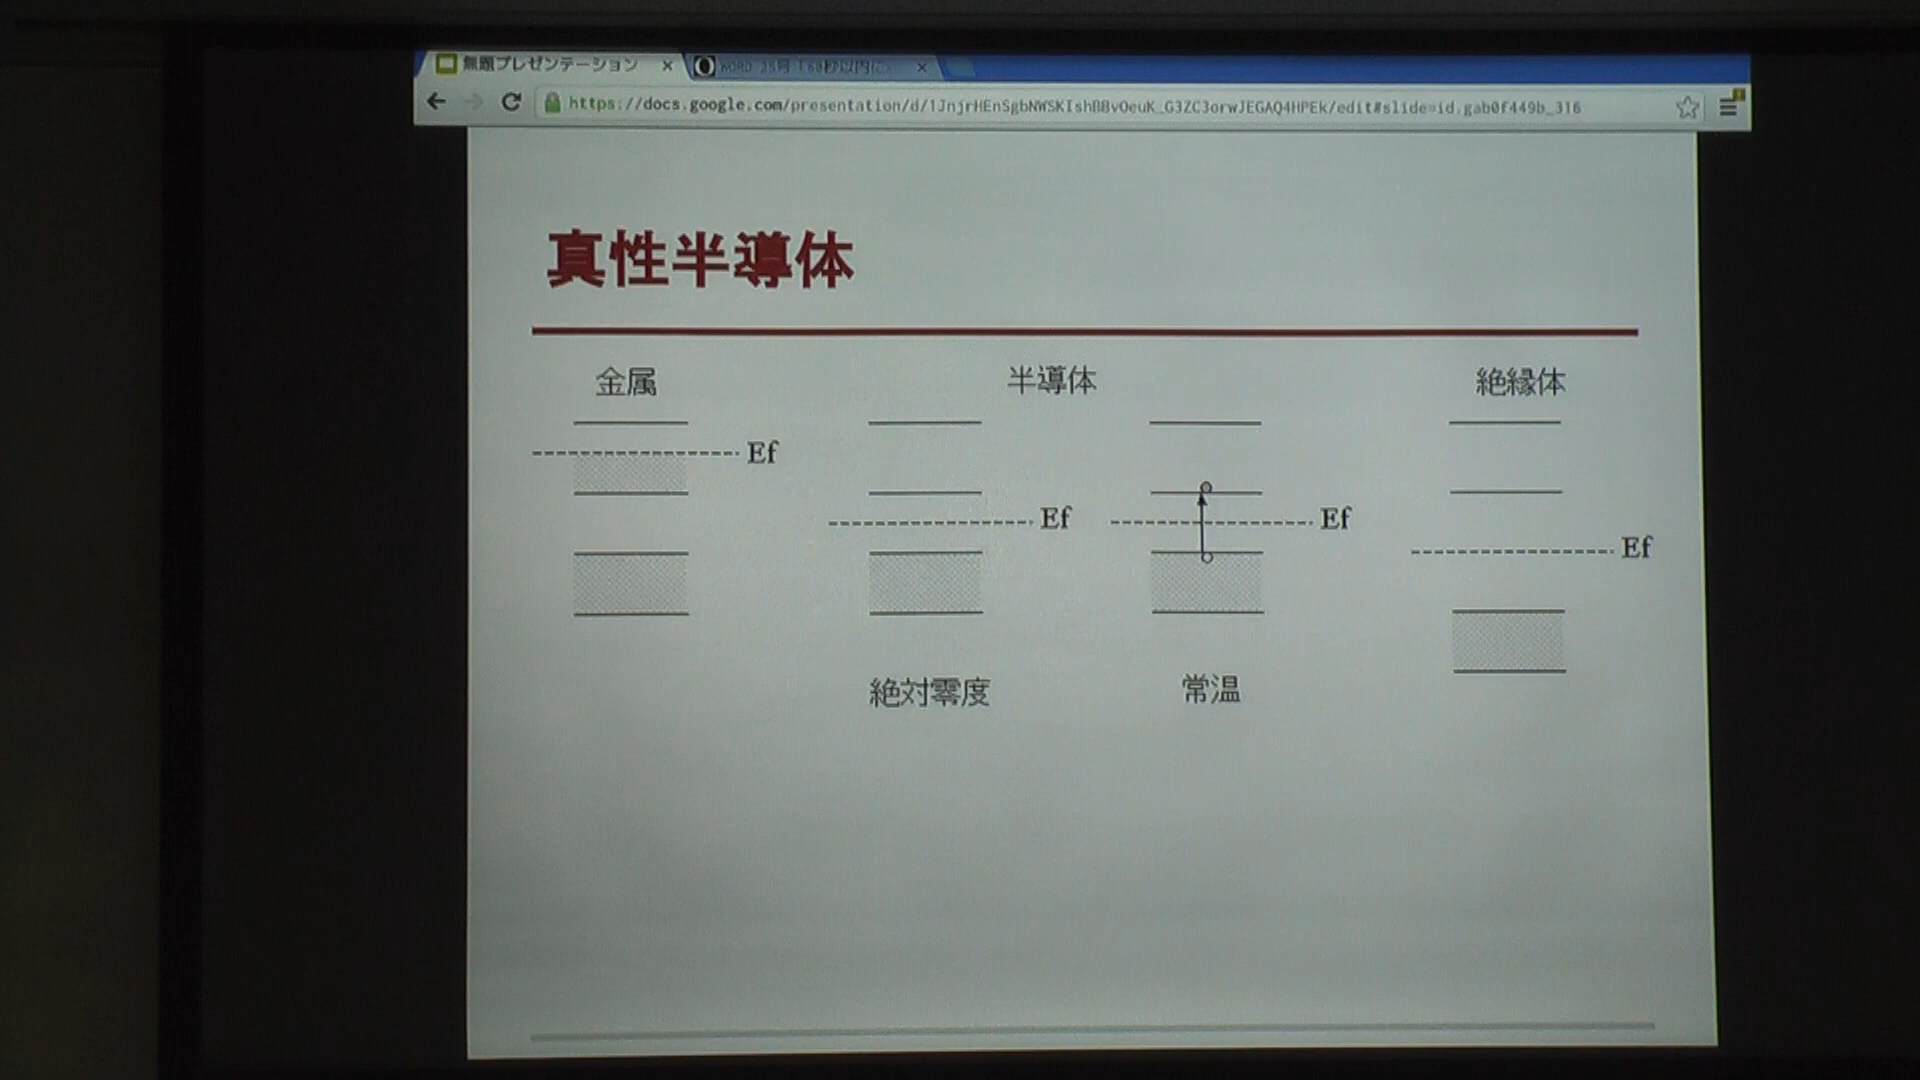 無題プレゼンテーション
https://docs.google.com/presentation/d/1JnjrHEnSgbNWSKIshBBvOeuK_G3ZC3orwJEGAQ4HPEk/edit#slide=id.gab0f449b_316
真性半導体
金属 半導体 絶縁体
Ef
Ef Ef
Ef
絶対零度 常温